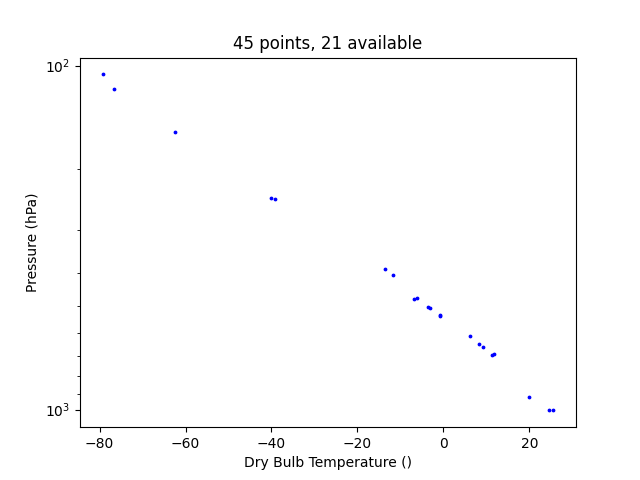 45 points, 21 available
10²
10³
Pressure (hPa)
−80 −60 −40 −20 0 20
Dry Bulb Temperature ()